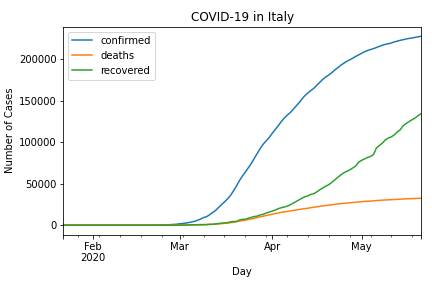 COVID-19 in Italy
confirmed
deaths
recovered
Number of Cases
200000
150000
100000
50000
0
Feb
2020
Mar
Apr
May
Day